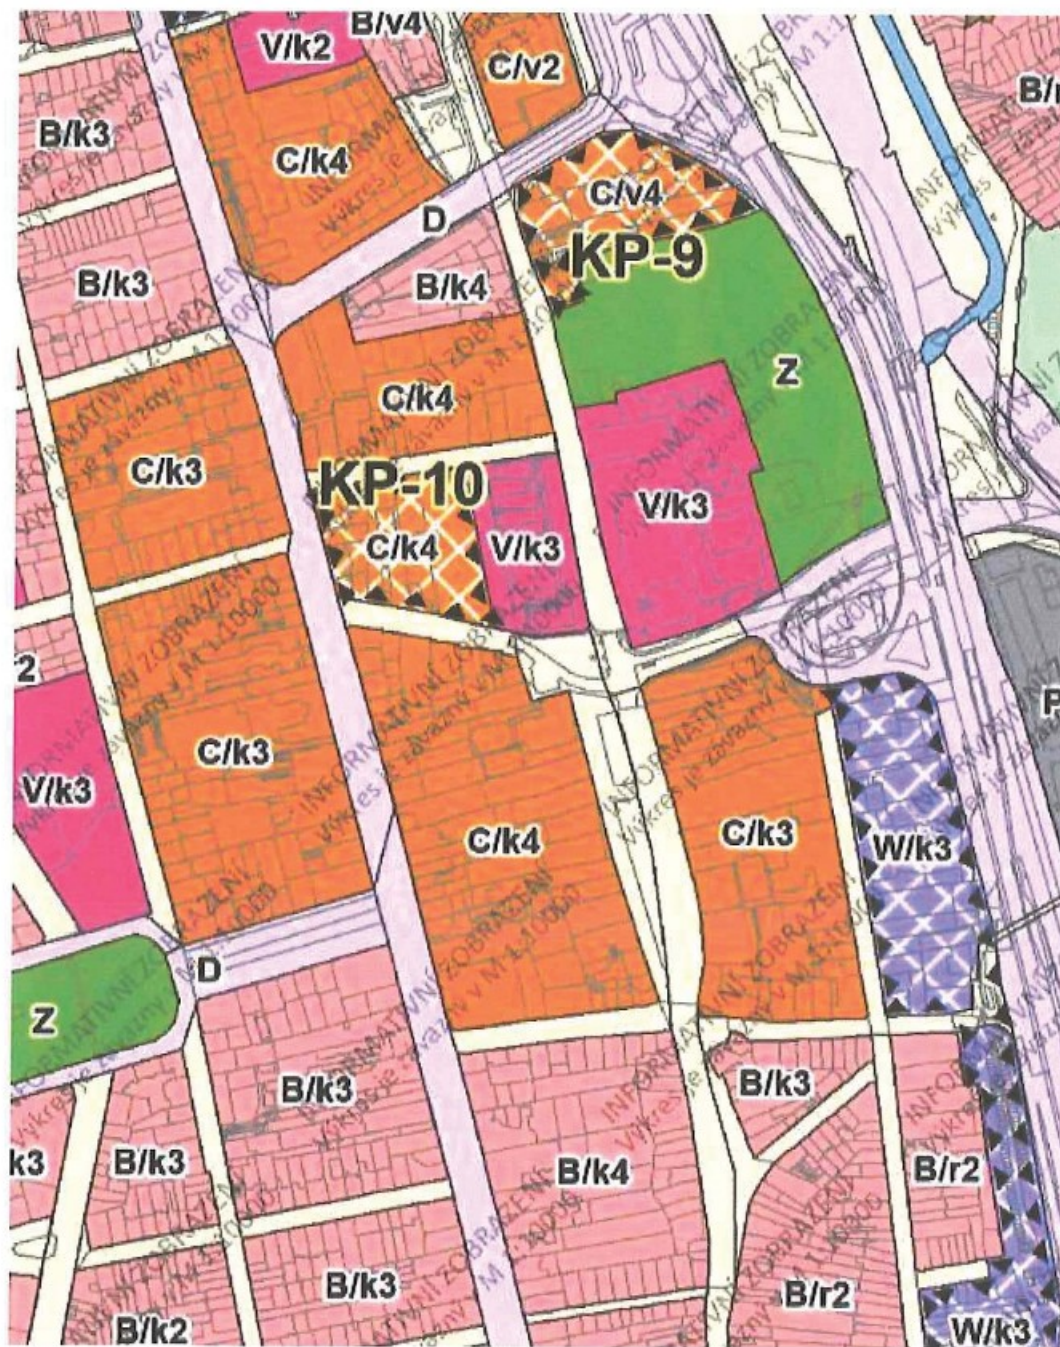 V/k2
B/v4
C/v2
B/k3
C/k4
C/v4
D
KP-9
B/k3
B/k4
Z
C/k4
C/k3
KP-10
C/k4
V/k3
V/k3
C/k3
V/k3
C/k4
C/k3
W/k3
D
Z
B/k3
B/k3
k3
B/k3
B/k4
B/r2
B/k3
B/r2
B/k2
W/k3
INFORMATIVNÍ ZOBRAZENÍ
Výkres je závazný v M 1:10000